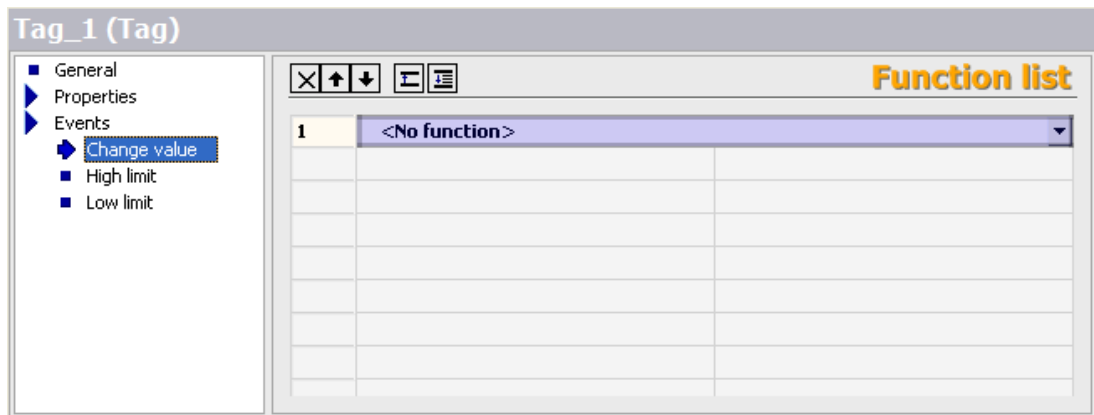 Tag_1 (Tag)
General
Properties
Events
Change value
High limit
Low limit
Function list
1 <No function>